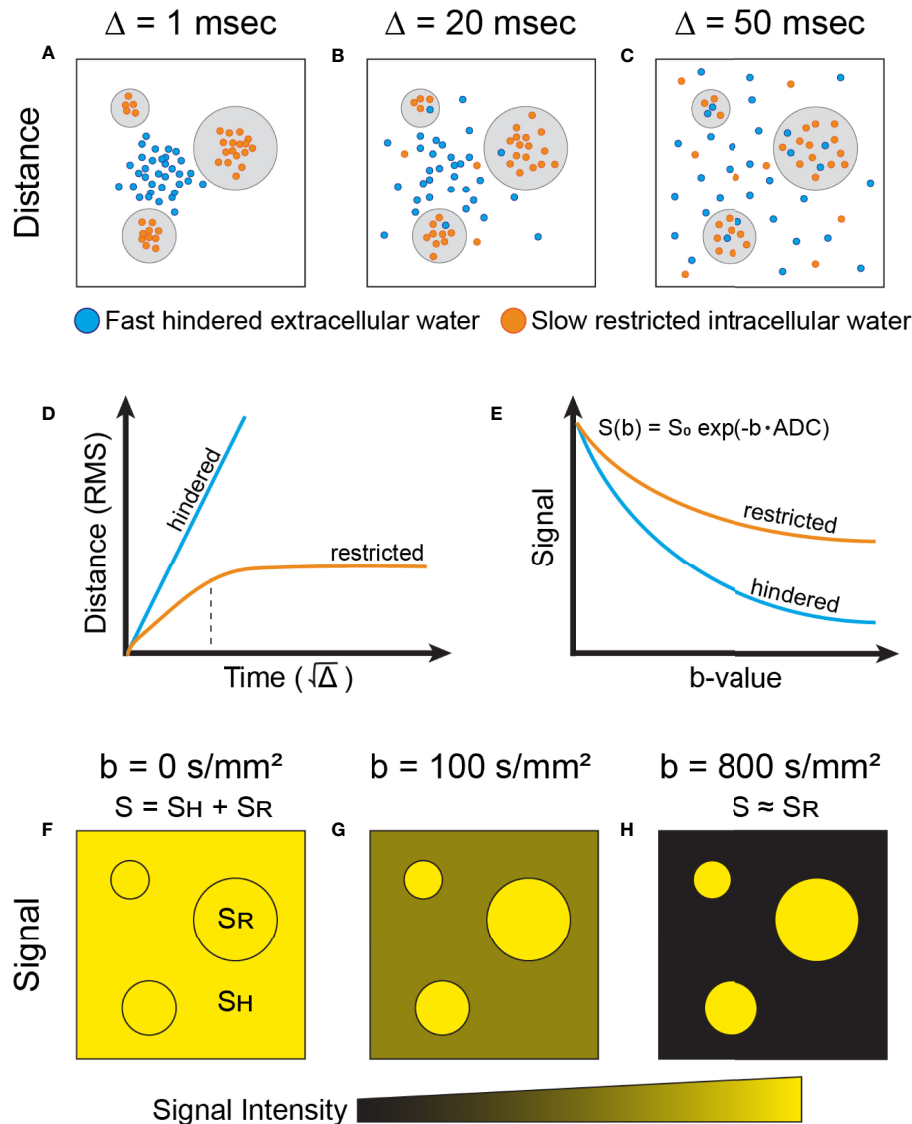 Δ = 1 msec
Δ = 20 msec
Δ = 50 msec
A
B
C
Distance
Fast hindered extracellular water
Slow restricted intracellular water
D
E
Distance (RMS)
hindered
restricted
Time (√Δ)
S(b) = S₀ exp(-b·ADC)
Signal
restricted
hindered
b-value
b = 0 s/mm²
b = 100 s/mm²
b = 800 s/mm²
S = SH + SR
S ≈ SR
F
G
H
Signal
SR
SH
Signal Intensity